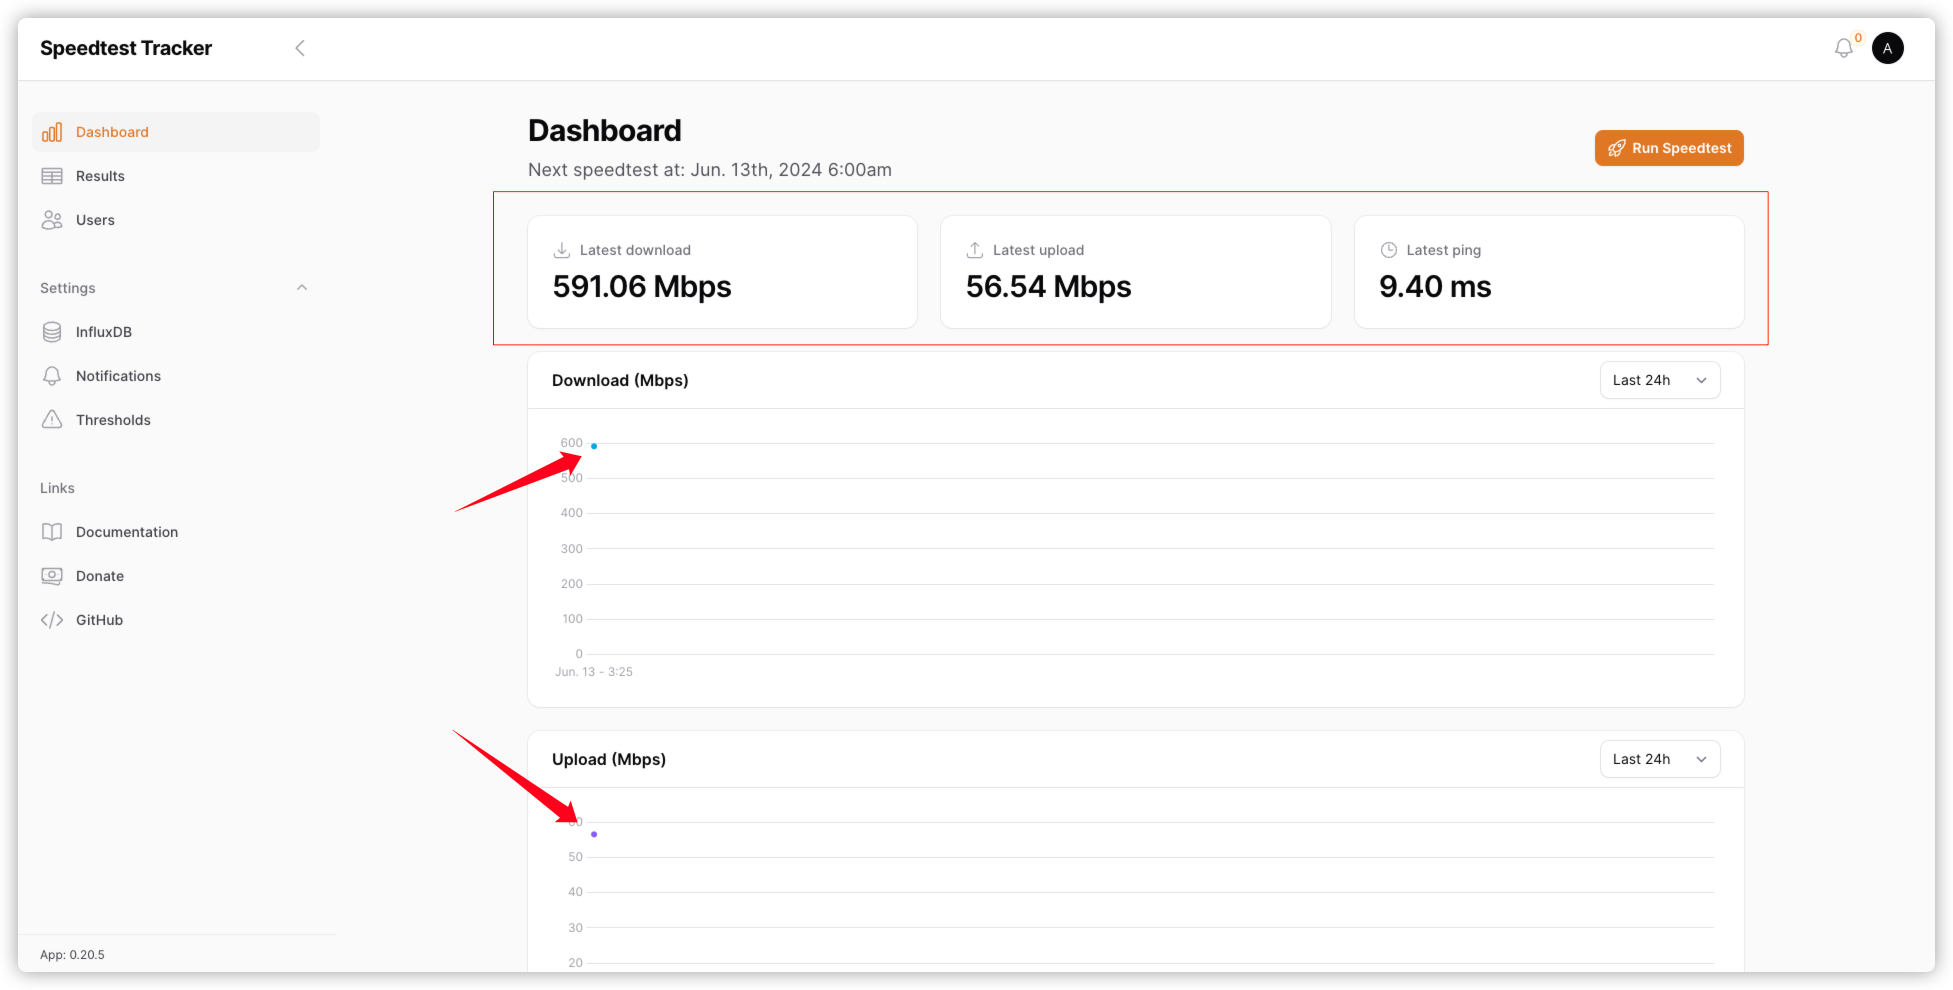 Speedtest Tracker
0
A
Dashboard
Results
Users
Settings
InfluxDB
Notifications
Thresholds
Links
Documentation
Donate
GitHub
App: 0.20.5
Dashboard
Next speedtest at: Jun. 13th, 2024 6:00am
Run Speedtest
Latest download
591.06 Mbps
Latest upload
56.54 Mbps
Latest ping
9.40 ms
Download (Mbps)
Last 24h
600
500
400
300
200
100
0
Jun. 13 - 3:25
Upload (Mbps)
Last 24h
60
50
40
30
20